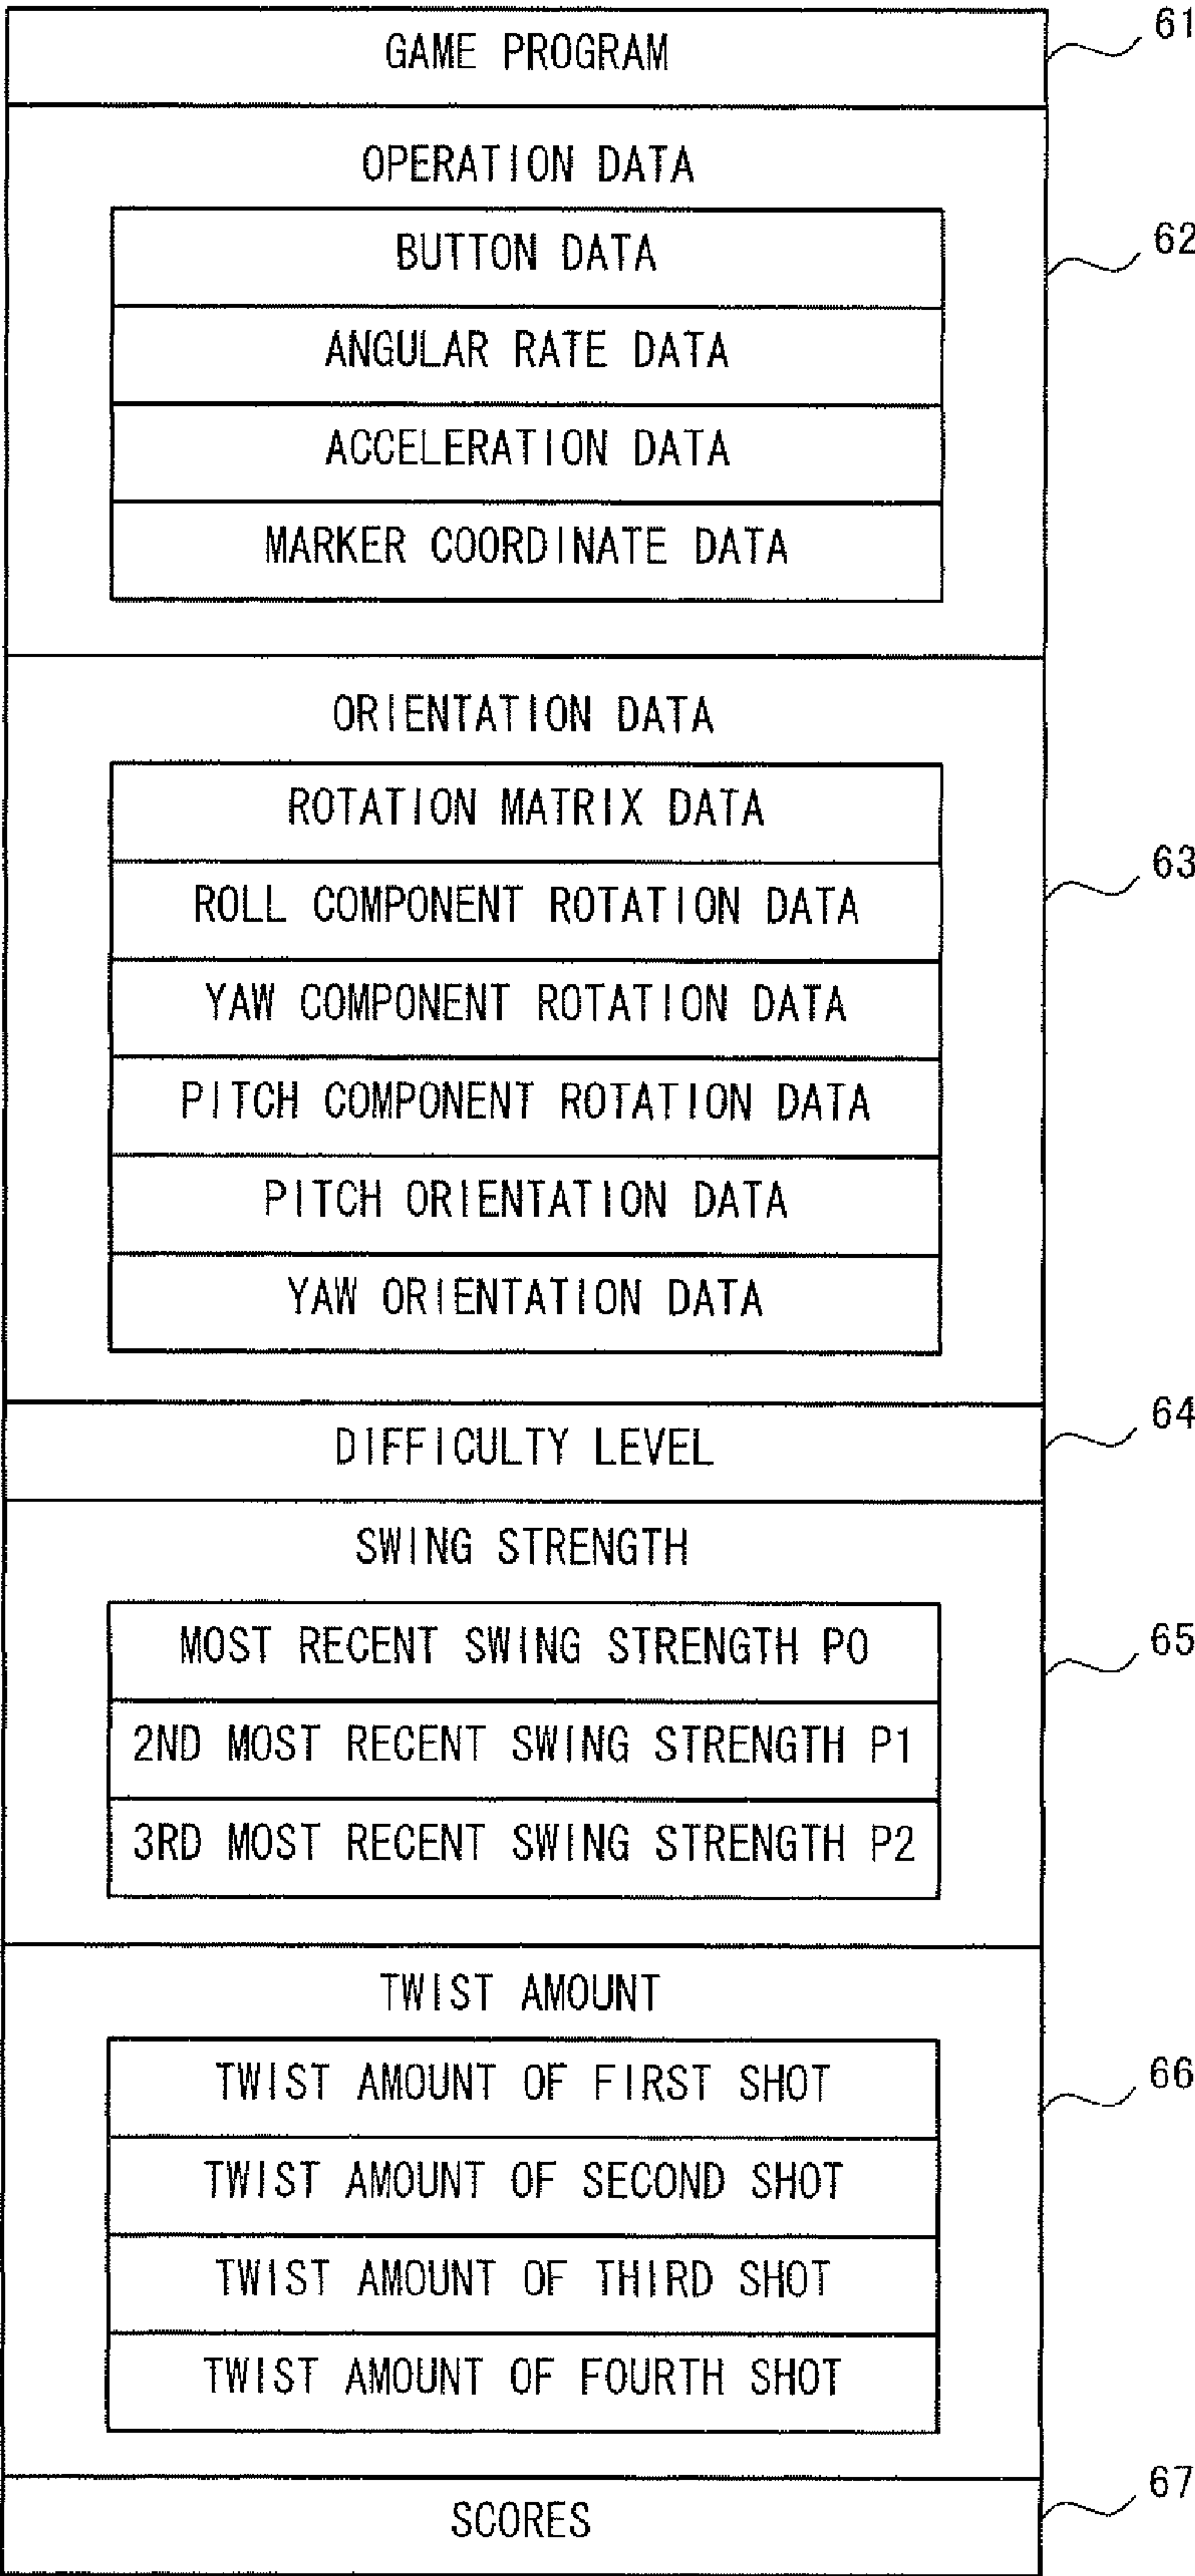 GAME PROGRAM
61
OPERATION DATA
62
BUTTON DATA
ANGULAR RATE DATA
ACCELERATION DATA
MARKER COORDINATE DATA
ORIENTATION DATA
ROTATION MATRIX DATA
63
ROLL COMPONENT ROTATION DATA
YAW COMPONENT ROTATION DATA
PITCH COMPONENT ROTATION DATA
PITCH ORIENTATION DATA
YAW ORIENTATION DATA
64
DIFFICULTY LEVEL
SWING STRENGTH
65
MOST RECENT SWING STRENGTH P0
2ND MOST RECENT SWING STRENGTH P1
3RD MOST RECENT SWING STRENGTH P2
TWIST AMOUNT
66
TWIST AMOUNT OF FIRST SHOT
TWIST AMOUNT OF SECOND SHOT
TWIST AMOUNT OF THIRD SHOT
TWIST AMOUNT OF FOURTH SHOT
67
SCORES